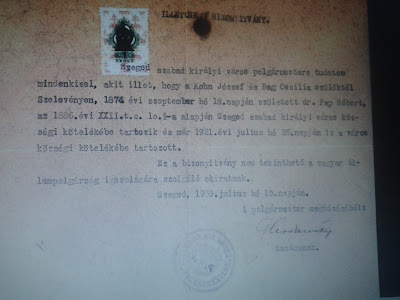 ILLETŐSÉGI BIZONYITVÁNY.
Szeged szabad királyi város polgármestere tudatom
mindenkivel, akit illet, hogy a Kohn József és Bag Cecilia szülőktől
Szelevényen, 1874 évi szeptember hó 18.napján született dr. Pap Róbert,
az 1886.évi XXII.t.c. 10.§-a alapján Szeged szabad királyi város köz-
ségi kötelékébe tartozik és már 1921.évi julius hó 26.napján is a város
községi kötelékébe tartozott.
Ez a bizonyitvány nem tekinthető a magyar ál-
lampolgárság igazolására szolgáló okiratnak.
Szeged, 1939.julius hó 15.napján.
A polgármester megbizásából:
tanácsnok.